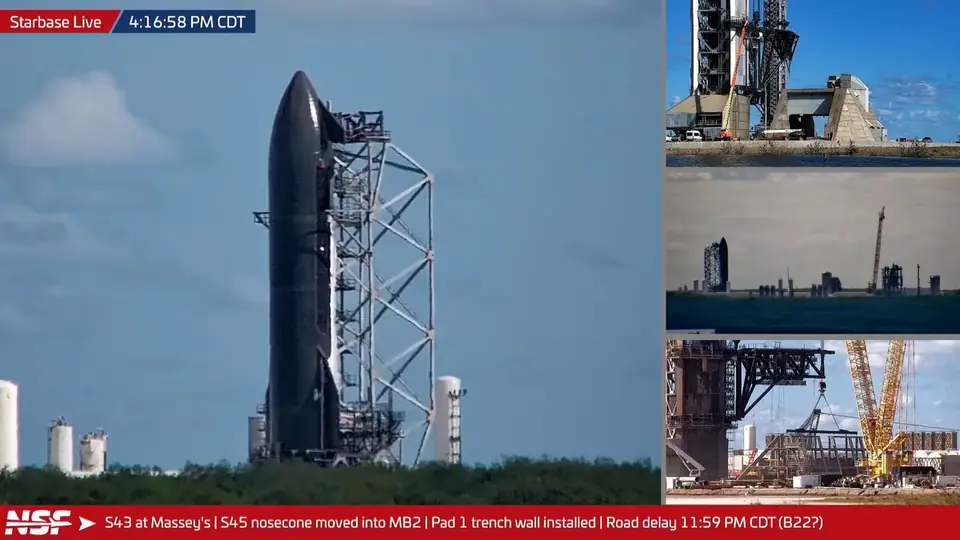 Starbase Live
4:16:58 PM CDT
NSF S43 at Massey's | S45 nosecone moved into MB2 | Pad 1 trench wall installed | Road delay 11:59 PM CDT (B22?)